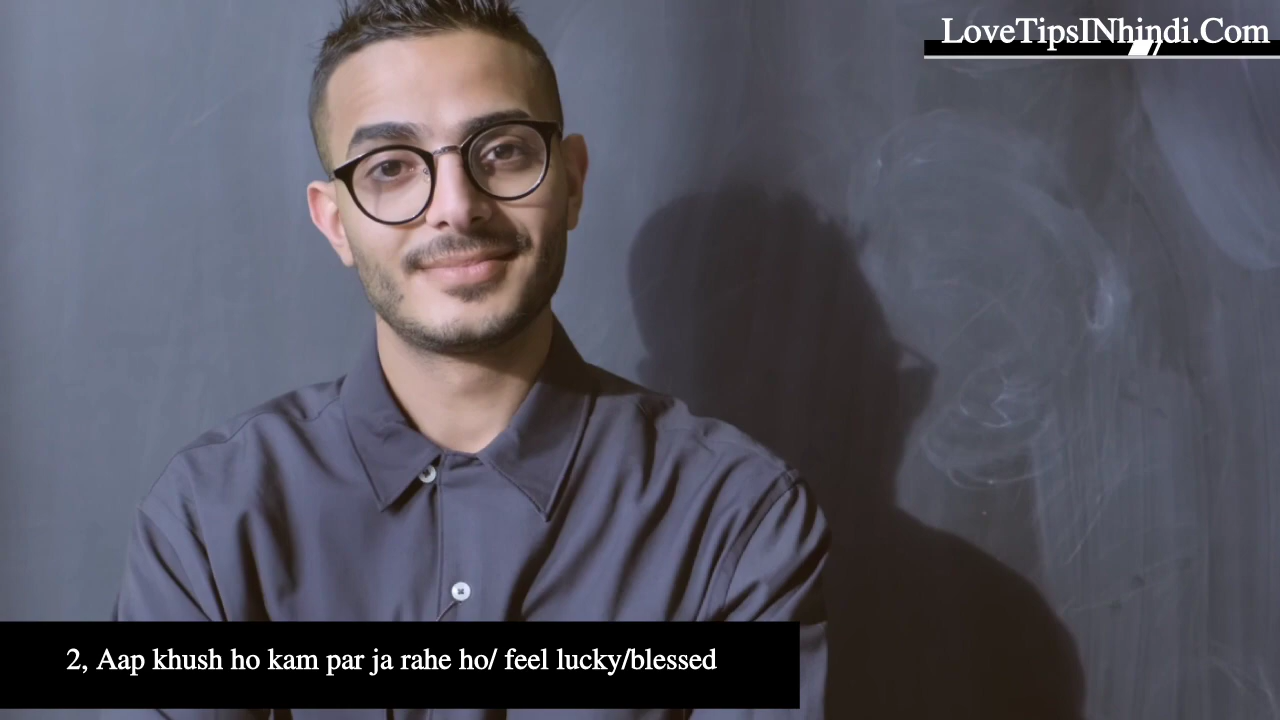 LoveTipsINhindi.Com
2, Aap khush ho kam par ja rahe ho/ feel lucky/blessed